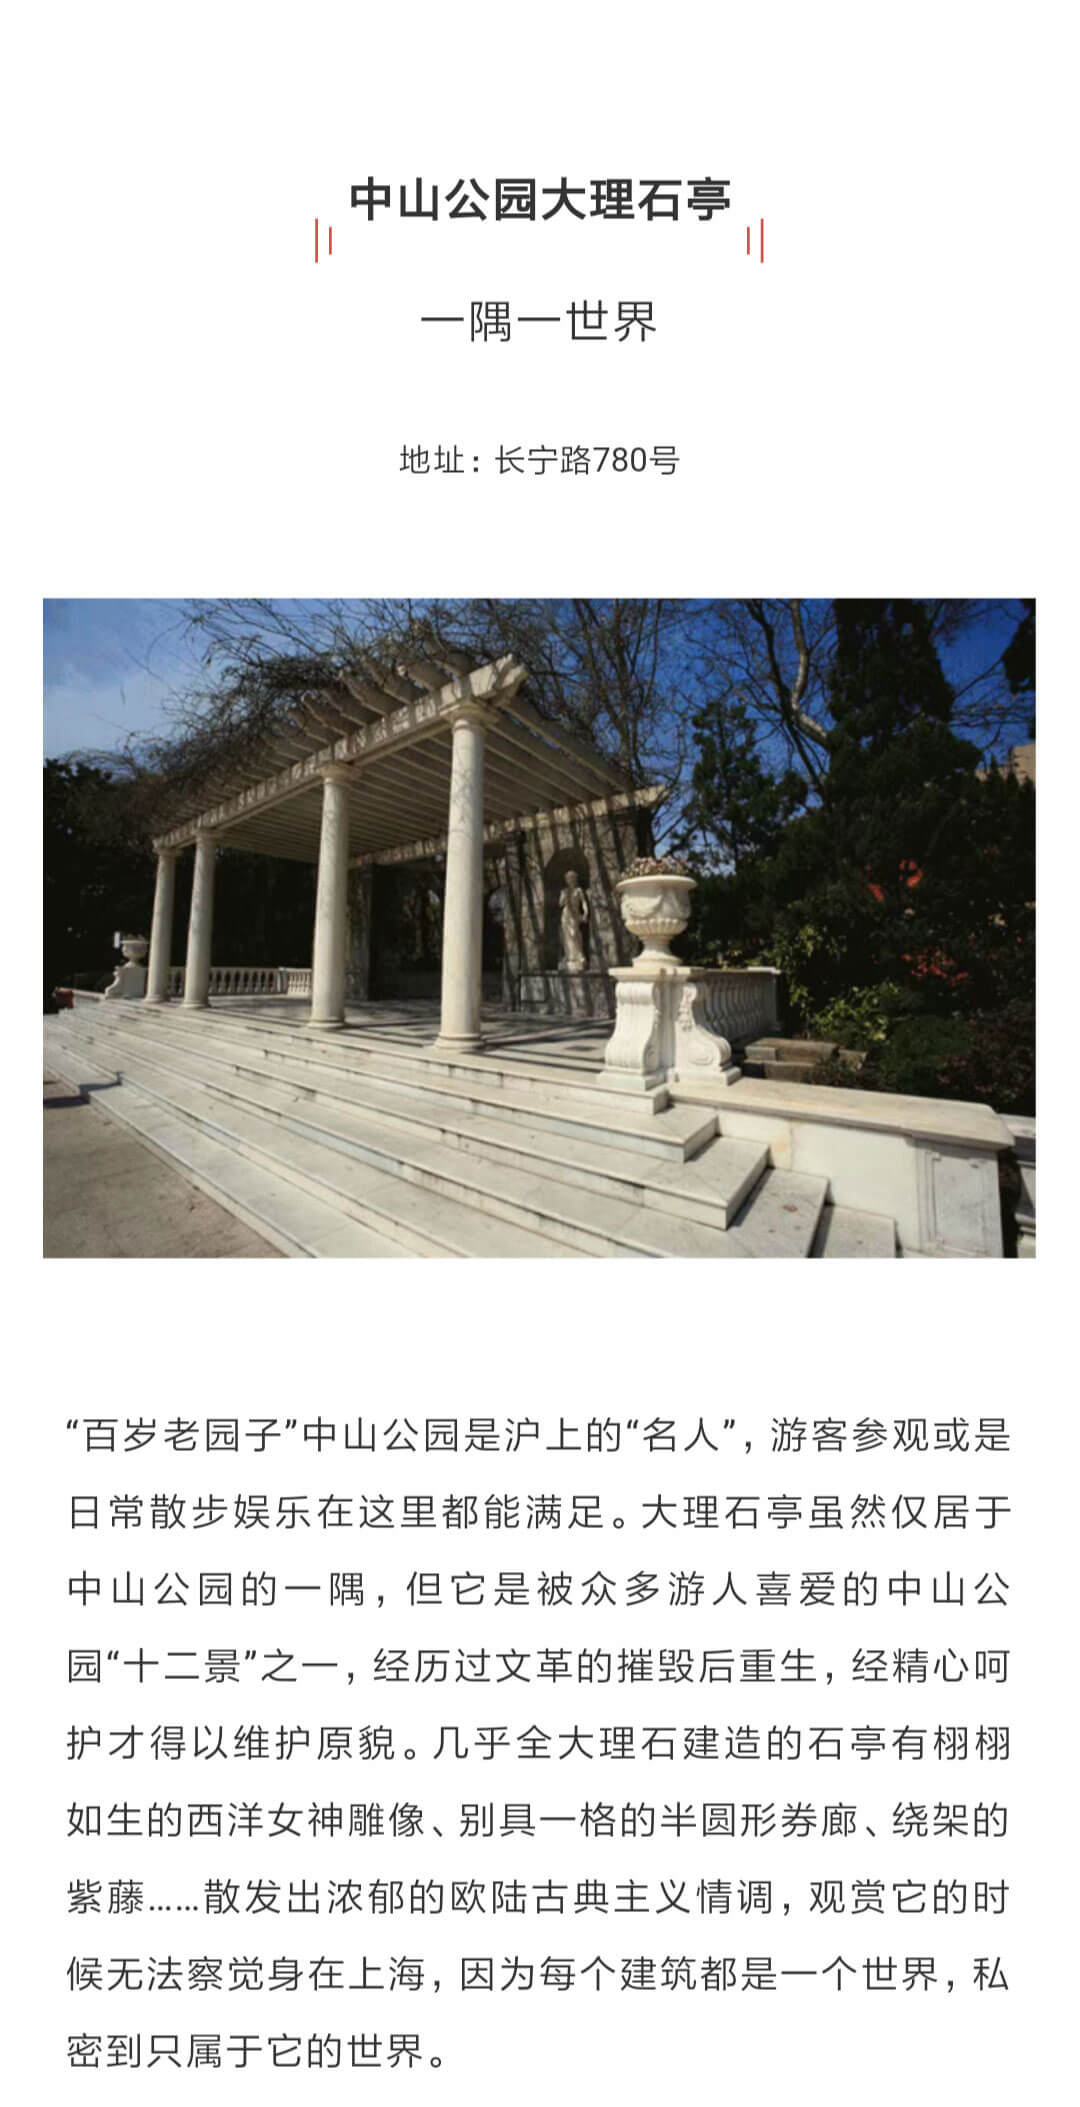 中山公园大理石亭
一隅一世界
地址：长宁路780号
“百岁老园子”中山公园是沪上的“名人”，游客参观或是
日常散步娱乐在这里都能满足。大理石亭虽然仅居于
中山公园的一隅，但它是被众多游人喜爱的中山公
园“十二景”之一，经历过文革的摧毁后重生，经精心呵
护才得以维护原貌。几乎全大理石建造的石亭有栩栩
如生的西洋女神雕像、别具一格的半圆形券廊、绕架的
紫藤……散发出浓郁的欧陆古典主义情调，观赏它的时
候无法察觉身在上海，因为每个建筑都是一个世界，私
密到只属于它的世界。